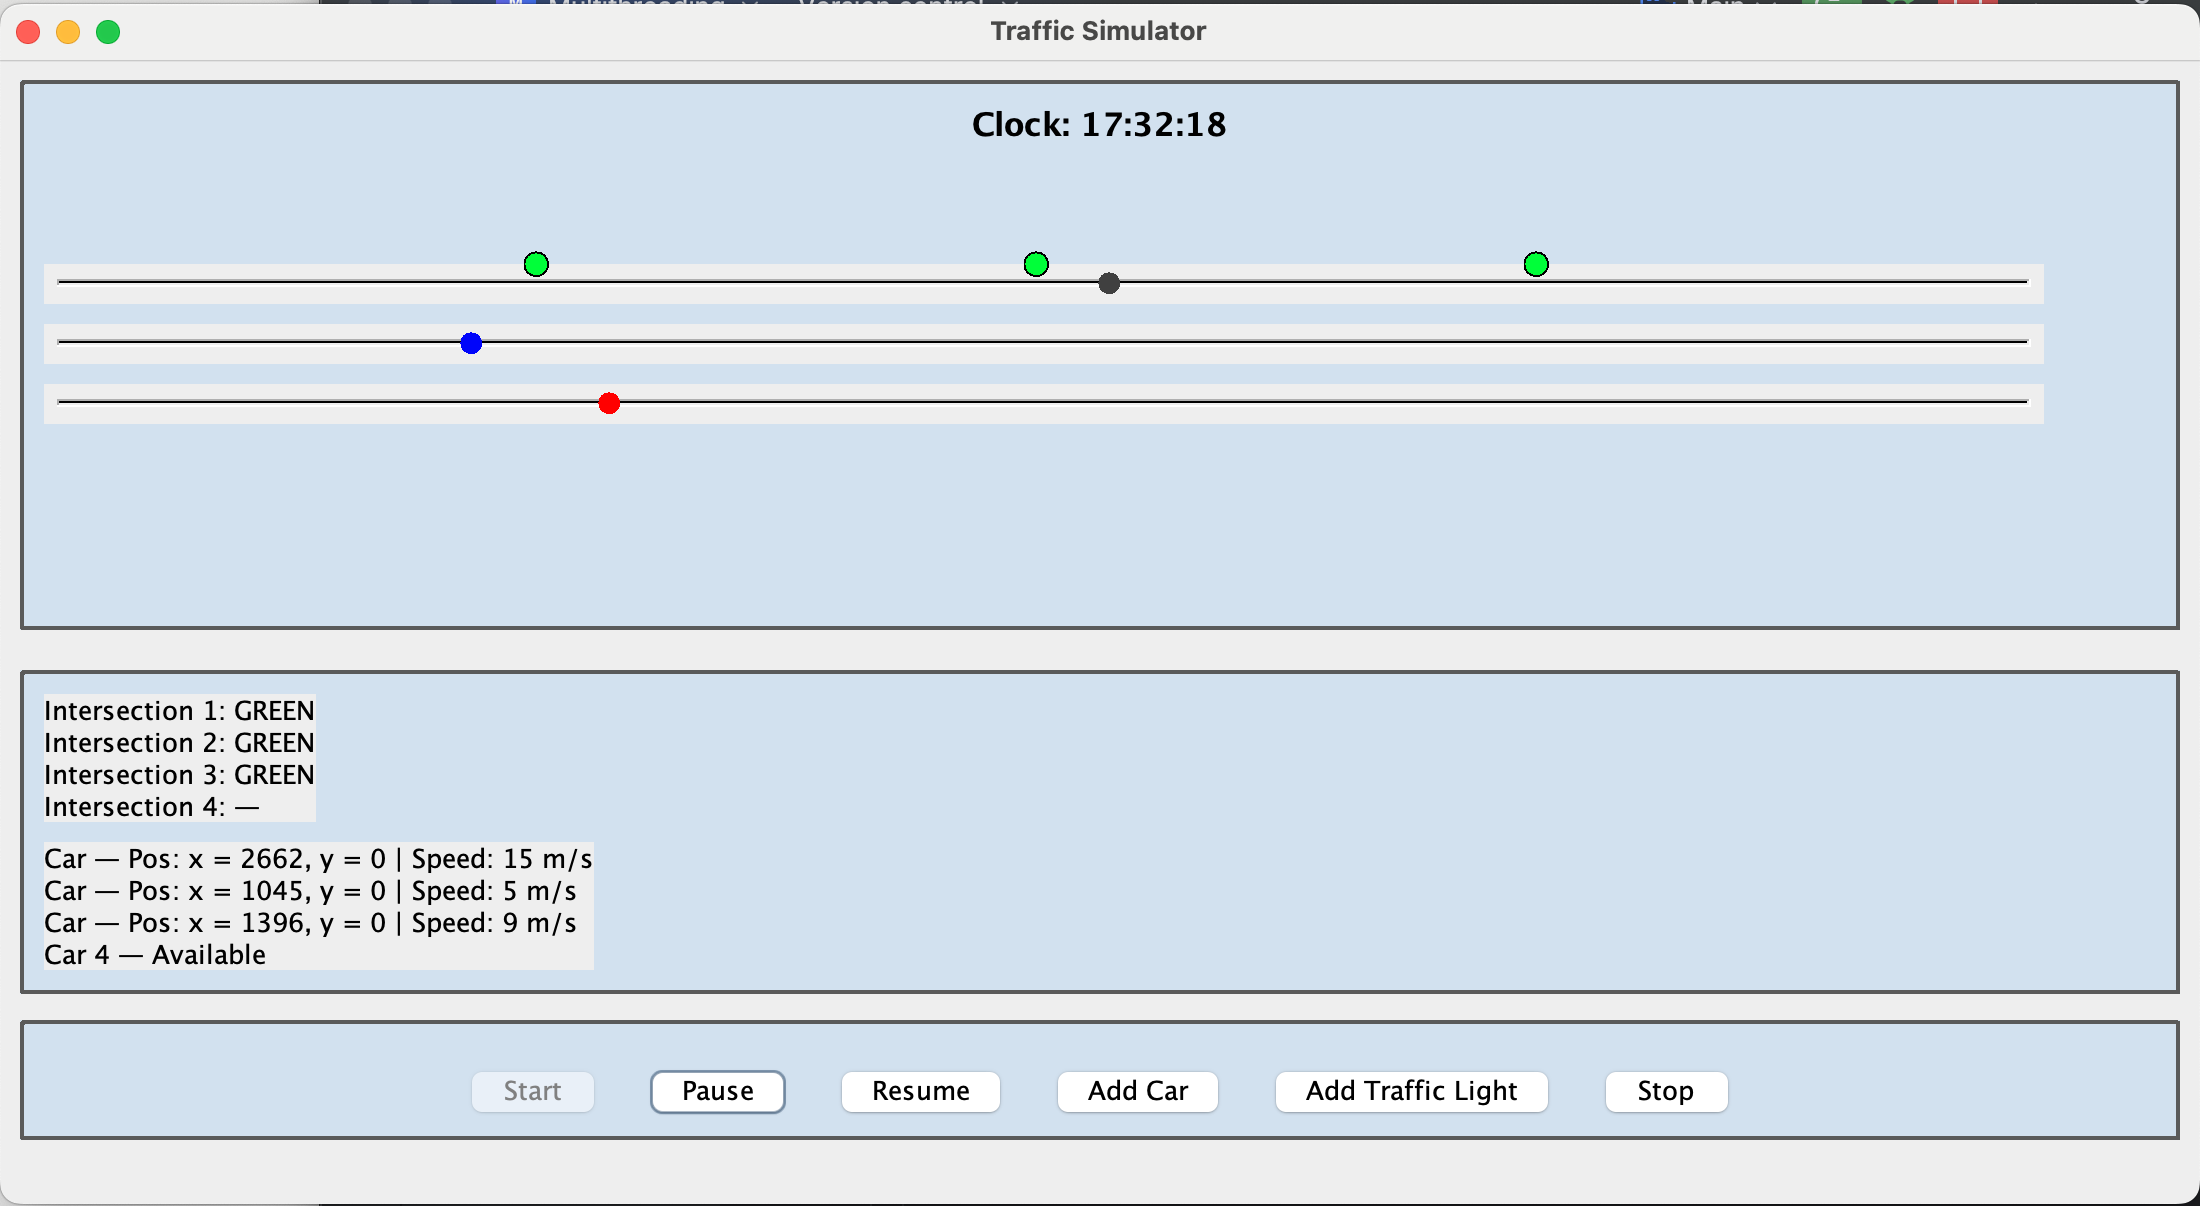 Traffic Simulator
Clock: 17:32:18
Intersection 1: GREEN
Intersection 2: GREEN
Intersection 3: GREEN
Intersection 4: —
Car — Pos: x = 2662, y = 0 | Speed: 15 m/s
Car — Pos: x = 1045, y = 0 | Speed: 5 m/s
Car — Pos: x = 1396, y = 0 | Speed: 9 m/s
Car 4 — Available
Start Pause Resume Add Car Add Traffic Light Stop